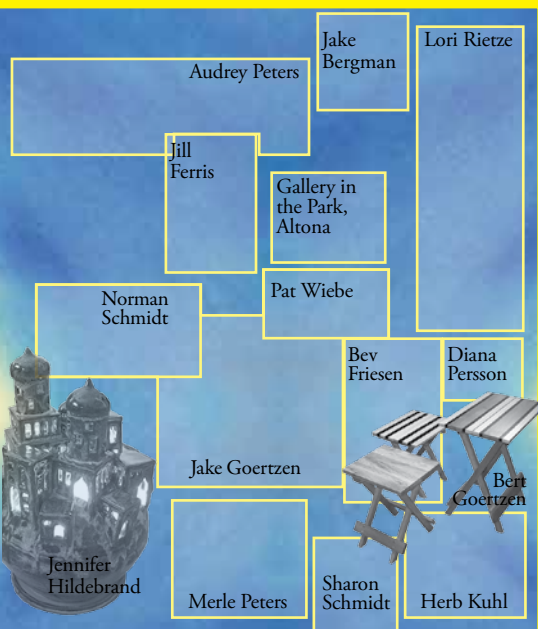 Jake
Bergman
Lori Rietze
Audrey Peters
Jill
Ferris
Gallery in
the Park,
Altona
Norman
Schmidt
Pat Wiebe
Bev
Friesen
Diana
Persson
Jake Goertzen
Bert
Goertzen
Jennifer
Hildebrand
Merle Peters
Sharon
Schmidt
Herb Kuhl